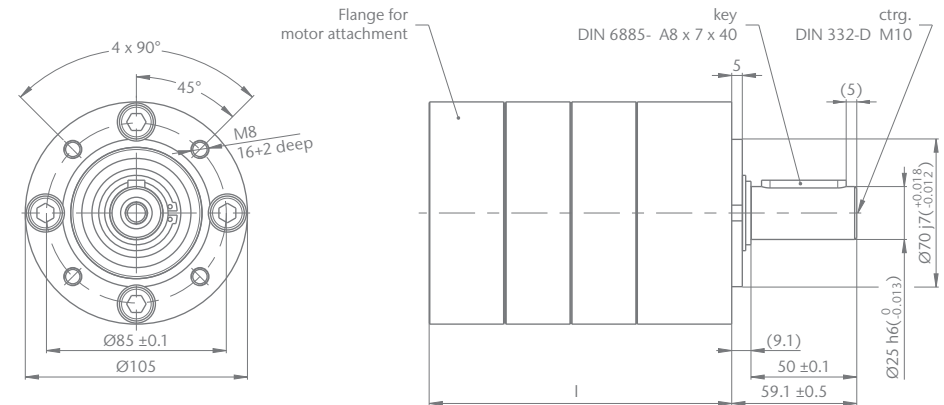 Flange for
motor attachment
key
DIN 6885- A8 x 7 x 40
ctrg.
DIN 332-D M10
4 x 90°
45°
M8
16+2 deep
5
(5)
Ø70 j7(+0.018 -0.012)
Ø25 h6( 0 -0.013)
(9.1)
50 ±0.1
59.1 ±0.5
l
Ø85 ±0.1
Ø105